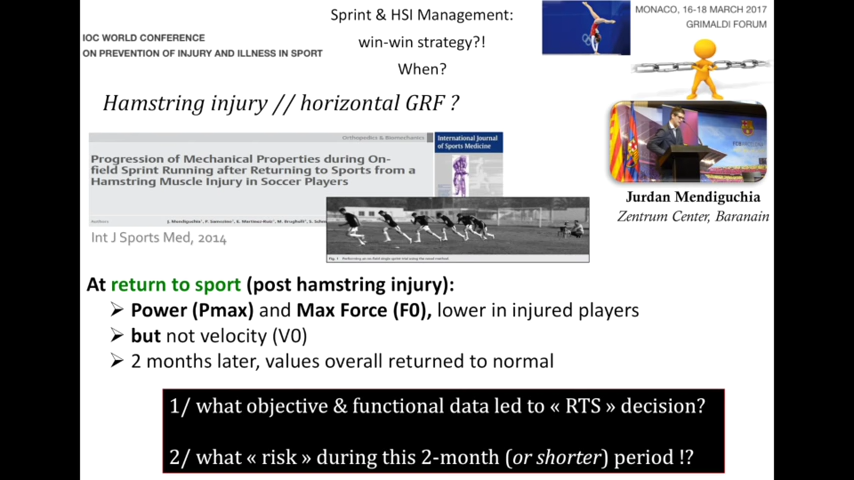 Sprint & HSI Management:
win-win strategy?!
When?
IOC WORLD CONFERENCE
ON PREVENTION OF INJURY AND ILLNESS IN SPORT
MONACO, 16-18 MARCH 2017
GRIMALDI FORUM
Hamstring injury // horizontal GRF ?
Orthopedics & Biomechanics
International Journal
of Sports Medicine
Progression of Mechanical Properties during On-
field Sprint Running after Returning to Sports from a
Hamstring Muscle Injury in Soccer Players
Authors
Int J Sports Med, 2014
Jurdan Mendiguchia
Zentrum Center, Baranain
At return to sport (post hamstring injury):
➢ Power (Pmax) and Max Force (F0), lower in injured players
➢ but not velocity (V0)
➢ 2 months later, values overall returned to normal
1/ what objective & functional data led to « RTS » decision?
2/ what « risk » during this 2-month (or shorter) period !?